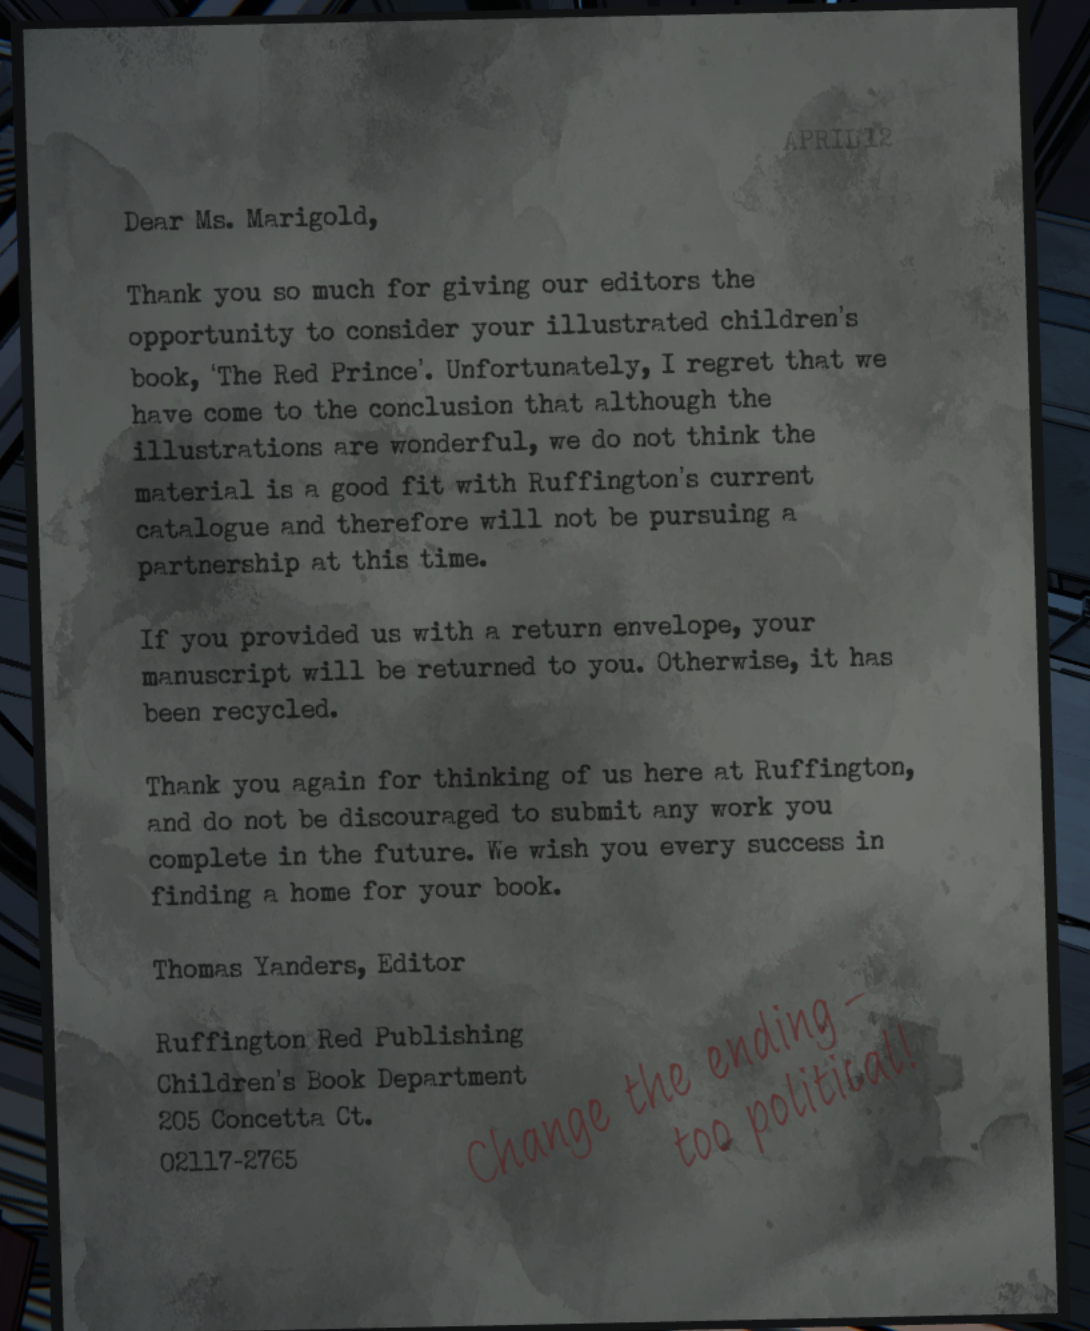 APRIL 12
Dear Ms. Marigold,
Thank you so much for giving our editors the
opportunity to consider your illustrated children's
book, 'The Red Prince'. Unfortunately, I regret that we
have come to the conclusion that although the
illustrations are wonderful, we do not think the
material is a good fit with Ruffington's current
catalogue and therefore will not be pursuing a
partnership at this time.
If you provided us with a return envelope, your
manuscript will be returned to you. Otherwise, it has
been recycled.
Thank you again for thinking of us here at Ruffington,
and do not be discouraged to submit any work you
complete in the future. We wish you every success in
finding a home for your book.
Thomas Yanders, Editor
Ruffington Red Publishing
Children's Book Department
205 Concetta Ct.
02117-2765
Change the ending -
too political!